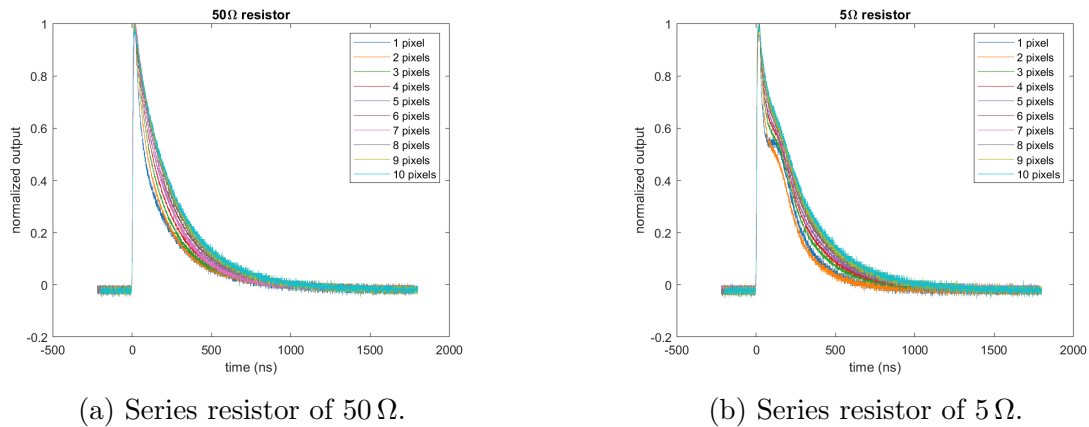 50Ω resistor
normalized output
1
0.8
0.6
0.4
0.2
0
-0.2
-500
0
500
1000
1500
2000
time (ns)
1 pixel
2 pixels
3 pixels
4 pixels
5 pixels
6 pixels
7 pixels
8 pixels
9 pixels
10 pixels
(a) Series resistor of 50 Ω.
5Ω resistor
normalized output
1
0.8
0.6
0.4
0.2
0
-0.2
-500
0
500
1000
1500
2000
time (ns)
1 pixel
2 pixels
3 pixels
4 pixels
5 pixels
6 pixels
7 pixels
8 pixels
9 pixels
10 pixels
(b) Series resistor of 5 Ω.